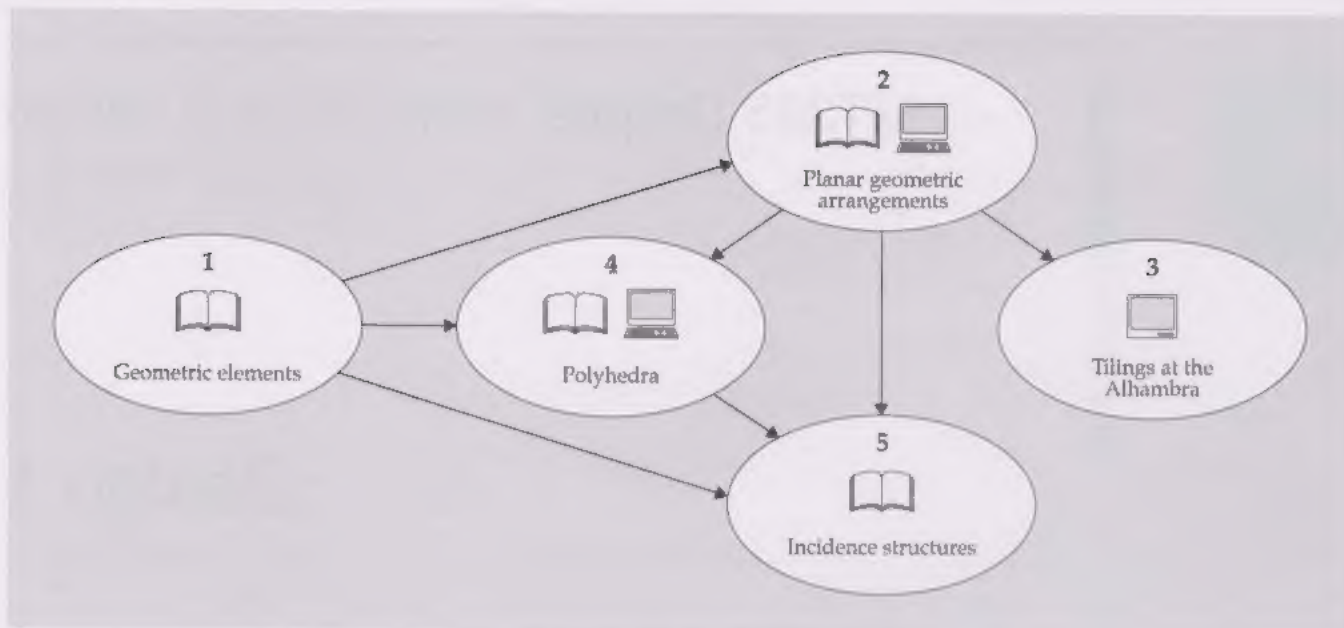 1
Geometric elements
2
Planar geometric
arrangements
3
Tilings at the
Alhambra
4
Polyhedra
5
Incidence structures